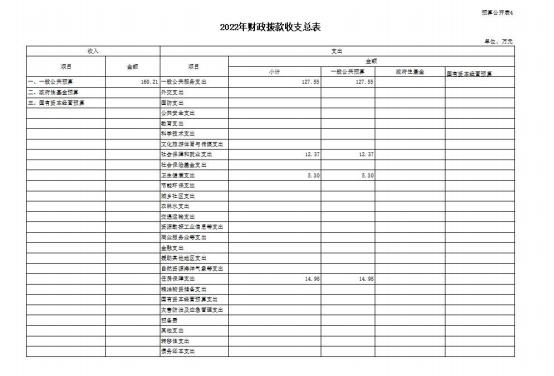 预算公开表4
2022年财政拨款收支总表
单位：万元
收入 支出
项目 金额 项目 金额
小计 一般公共预算 政府性基金 国有资本经营预算
一、一般公共预算 160.21 一般公共服务支出 127.55 127.55
二、政府性基金预算 外交支出
三、国有资本经营预算 国防支出
公共安全支出
教育支出
科学技术支出
文化旅游体育与传媒支出
社会保障和就业支出 12.37 12.37
社会保险基金支出
卫生健康支出 5.30 5.30
节能环保支出
城乡社区支出
农林水支出
交通运输支出
资源勘探工业信息等支出
商业服务业等支出
金融支出
援助其他地区支出
自然资源海洋气象等支出
住房保障支出 14.98 14.98
粮油物资储备支出
国有资本经营预算支出
灾害防治及应急管理支出
预备费
其他支出
转移性支出
债务还本支出